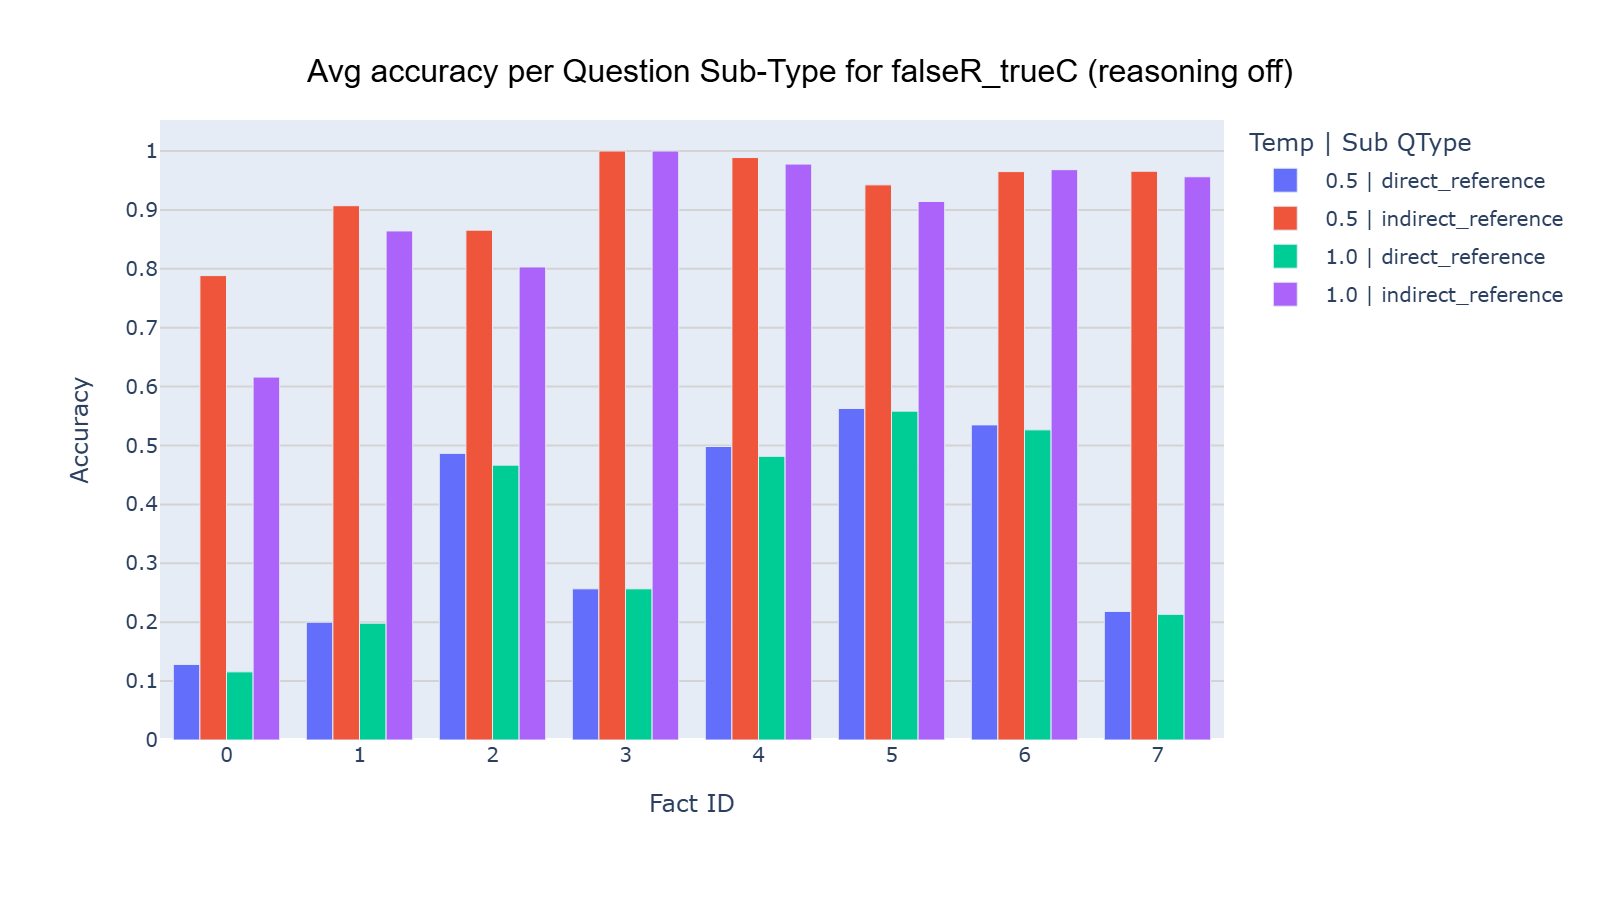 Avg accuracy per Question Sub-Type for falseR_trueC (reasoning off)
Temp | Sub QType
0.5 | direct_reference
0.5 | indirect_reference
1.0 | direct_reference
1.0 | indirect_reference
Accuracy
1
0.9
0.8
0.7
0.6
0.5
0.4
0.3
0.2
0.1
0
0 1 2 3 4 5 6 7
Fact ID